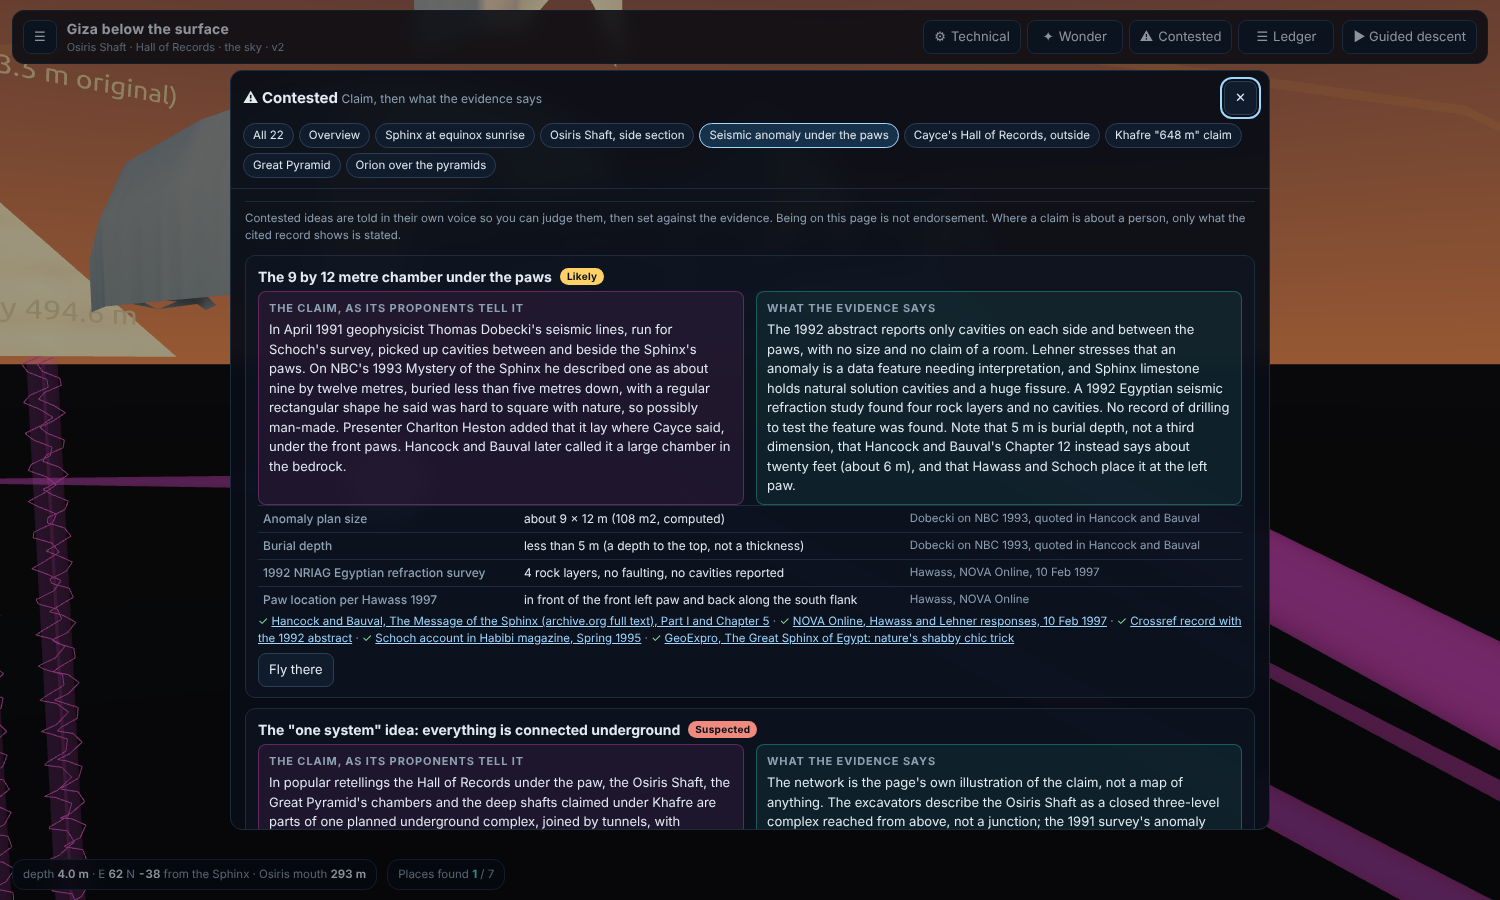 ☰ Giza below the surface
Osiris Shaft · Hall of Records · the sky · v2
⚙ Technical
✦ Wonder
⚠ Contested
☰ Ledger
▶ Guided descent
3.5 m original)
y 494.6 m
⚠ Contested Claim, then what the evidence says
×
All 22
Overview
Sphinx at equinox sunrise
Osiris Shaft, side section
Seismic anomaly under the paws
Cayce's Hall of Records, outside
Khafre "648 m" claim
Great Pyramid
Orion over the pyramids
Contested ideas are told in their own voice so you can judge them, then set against the evidence. Being on this page is not endorsement. Where a claim is about a person, only what the
cited record shows is stated.
The 9 by 12 metre chamber under the paws Likely
THE CLAIM, AS ITS PROPONENTS TELL IT
In April 1991 geophysicist Thomas Dobecki's seismic lines, run for
Schoch's survey, picked up cavities between and beside the Sphinx's
paws. On NBC's 1993 Mystery of the Sphinx he described one as about
nine by twelve metres, buried less than five metres down, with a regular
rectangular shape he said was hard to square with nature, so possibly
man-made. Presenter Charlton Heston added that it lay where Cayce said,
under the front paws. Hancock and Bauval later called it a large chamber in
the bedrock.
WHAT THE EVIDENCE SAYS
The 1992 abstract reports only cavities on each side and between the
paws, with no size and no claim of a room. Lehner stresses that an
anomaly is a data feature needing interpretation, and Sphinx limestone
holds natural solution cavities and a huge fissure. A 1992 Egyptian seismic
refraction study found four rock layers and no cavities. No record of drilling
to test the feature was found. Note that 5 m is burial depth, not a third
dimension, that Hancock and Bauval's Chapter 12 instead says about
twenty feet (about 6 m), and that Hawass and Schoch place it at the left
paw.
Anomaly plan size about 9 × 12 m (108 m2, computed) Dobecki on NBC 1993, quoted in Hancock and Bauval
Burial depth less than 5 m (a depth to the top, not a thickness) Dobecki on NBC 1993, quoted in Hancock and Bauval
1992 NRIAG Egyptian refraction survey 4 rock layers, no faulting, no cavities reported Hawass, NOVA Online, 10 Feb 1997
Paw location per Hawass 1997 in front of the front left paw and back along the south flank Hawass, NOVA Online
✓ Hancock and Bauval, The Message of the Sphinx (archive.org full text), Part I and Chapter 5 · ✓ NOVA Online, Hawass and Lehner responses, 10 Feb 1997 · ✓ Crossref record with
the 1992 abstract · ✓ Schoch account in Habibi magazine, Spring 1995 · ✓ GeoExpro, The Great Sphinx of Egypt: nature's shabby chic trick
Fly there
The "one system" idea: everything is connected underground Suspected
THE CLAIM, AS ITS PROPONENTS TELL IT
In popular retellings the Hall of Records under the paw, the Osiris Shaft, the
Great Pyramid's chambers and the deep shafts claimed under Khafre are
parts of one planned underground complex, joined by tunnels, with
WHAT THE EVIDENCE SAYS
The network is the page's own illustration of the claim, not a map of
anything. The excavators describe the Osiris Shaft as a closed three-level
complex reached from above, not a junction; the 1991 survey's anomaly
depth 4.0 m · E 62 N -38 from the Sphinx · Osiris mouth 293 m
Places found 1 / 7